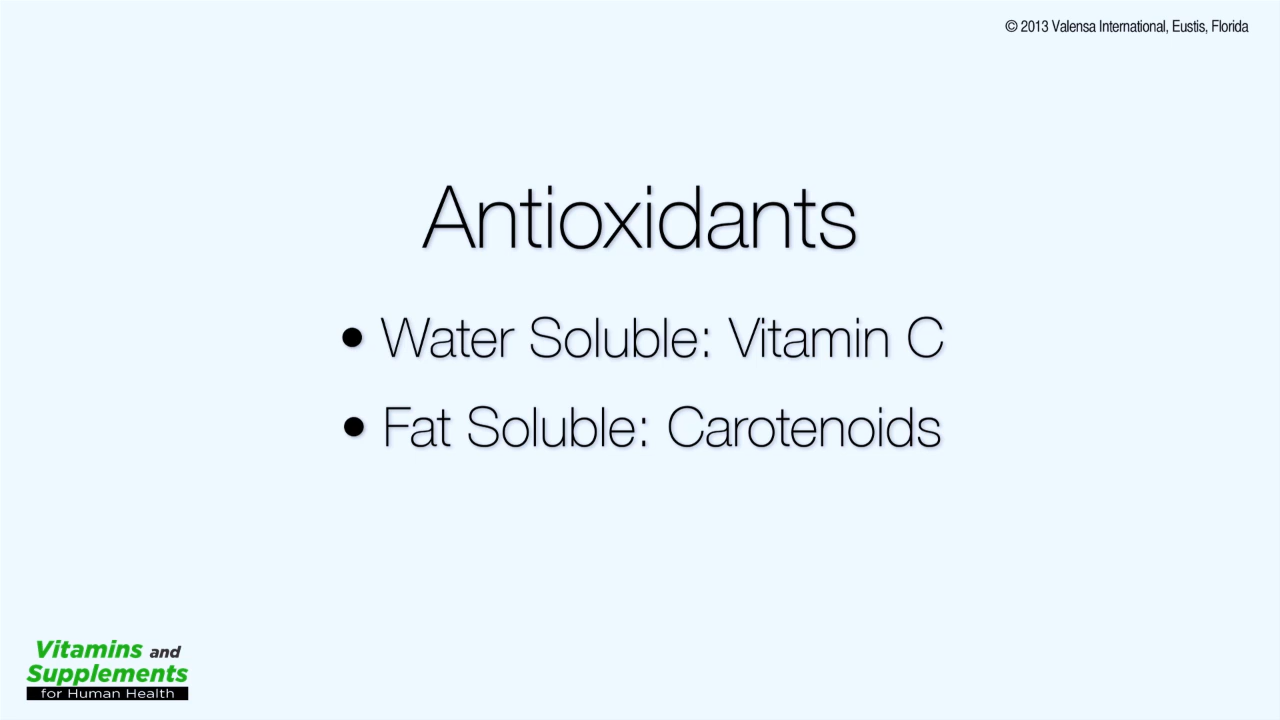 © 2013 Valensa International, Eustis, Florida
Antioxidants
• Water Soluble: Vitamin C
• Fat Soluble: Carotenoids
Vitamins and
Supplements
for Human Health